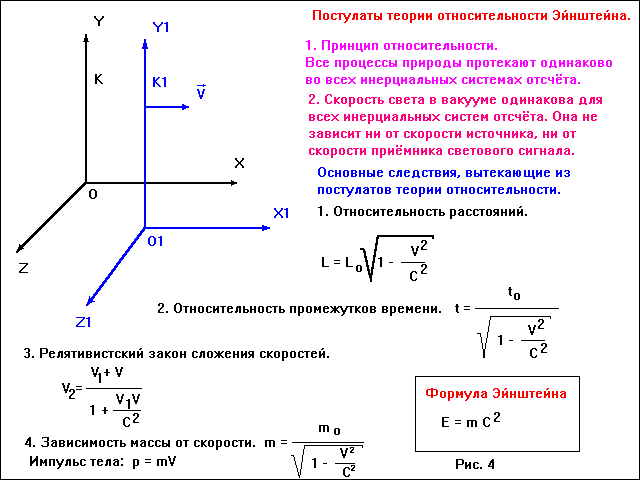 Постулаты теории относительности Эйнштейна.
1. Принцип относительности.
Все процессы природы протекают одинаково
во всех инерциальных системах отсчёта.
2. Скорость света в вакууме одинакова для
всех инерциальных систем отсчёта. Она не
зависит ни от скорости источника, ни от
скорости приёмника светового сигнала.
Основные следствия, вытекающие из
постулатов теории относительности.
Y
K
X
O
Z
Y1
K1
V
X1
O1
Z1
1. Относительность расстояний.
L = L₀ √(1 - V²/C²)
2. Относительность промежутков времени. t = t₀ / √(1 - V²/C²)
3. Релятивистский закон сложения скоростей.
V₂ = (V₁ + V) / (1 + V₁V/C²)
4. Зависимость массы от скорости. m = m₀ / √(1 - V²/C²)
Импульс тела: p = mV
Формула Эйнштейна
E = m C²
Рис. 4